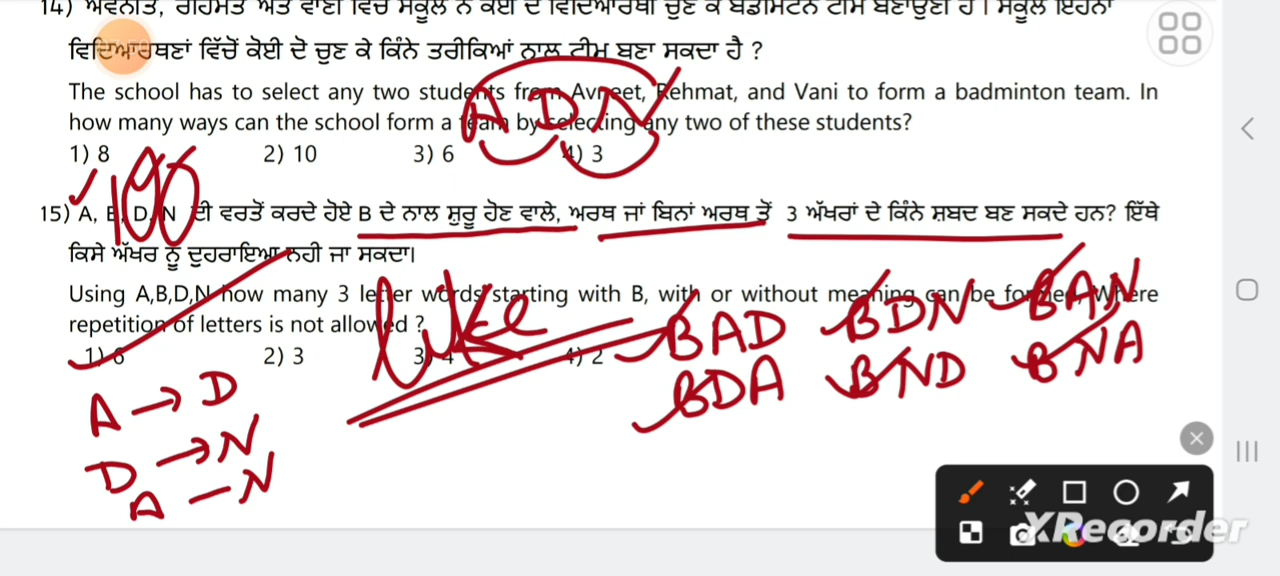 14) ਅਵਨੀਤ, ਰਹਿਮਤ ਅਤੇ ਵਾਣੀ ਵਿੱਚੋਂ ਸਕੂਲ ਨੇ ਕੋਈ ਦੋ ਵਿਦਿਆਰਥੀ ਚੁਣ ਕੇ ਬੈਡਮਿੰਟਨ ਟੀਮ ਬਣਾਉਣੀ ਹੈ। ਸਕੂਲ ਇਹਨਾਂ
ਵਿਦਿਆਰਥਣਾਂ ਵਿੱਚੋਂ ਕੋਈ ਦੋ ਚੁਣ ਕੇ ਕਿੰਨੇ ਤਰੀਕਿਆਂ ਨਾਲ ਟੀਮ ਬਣਾ ਸਕਦਾ ਹੈ ?
The school has to select any two students from Avneet, Rehmat, and Vani to form a badminton team. In
A D N
how many ways can the school form a team by selecting any two of these students?
1) 8 2) 10 3) 6 4) 3
15) A, B, D, N ਦੀ ਵਰਤੋਂ ਕਰਦੇ ਹੋਏ B ਦੇ ਨਾਲ ਸ਼ੁਰੂ ਹੋਣ ਵਾਲੇ, ਅਰਥ ਜਾਂ ਬਿਨਾਂ ਅਰਥ ਤੋਂ 3 ਅੱਖਰਾਂ ਦੇ ਕਿੰਨੇ ਸ਼ਬਦ ਬਣ ਸਕਦੇ ਹਨ? ਇੱਥੇ
ਕਿਸੇ ਅੱਖਰ ਨੂੰ ਦੁਹਰਾਇਆ ਨਹੀ ਜਾ ਸਕਦਾ।
Using A,B,D,N how many 3 letter words starting with B, with or without meaning can be formed, Where
repetition of letters is not allowed ?
like
BAD BDN BAN
1) 6 2) 3 3) 4 4) 2
BDA BND BNA
A → D
D → N
A – N
XRecorder